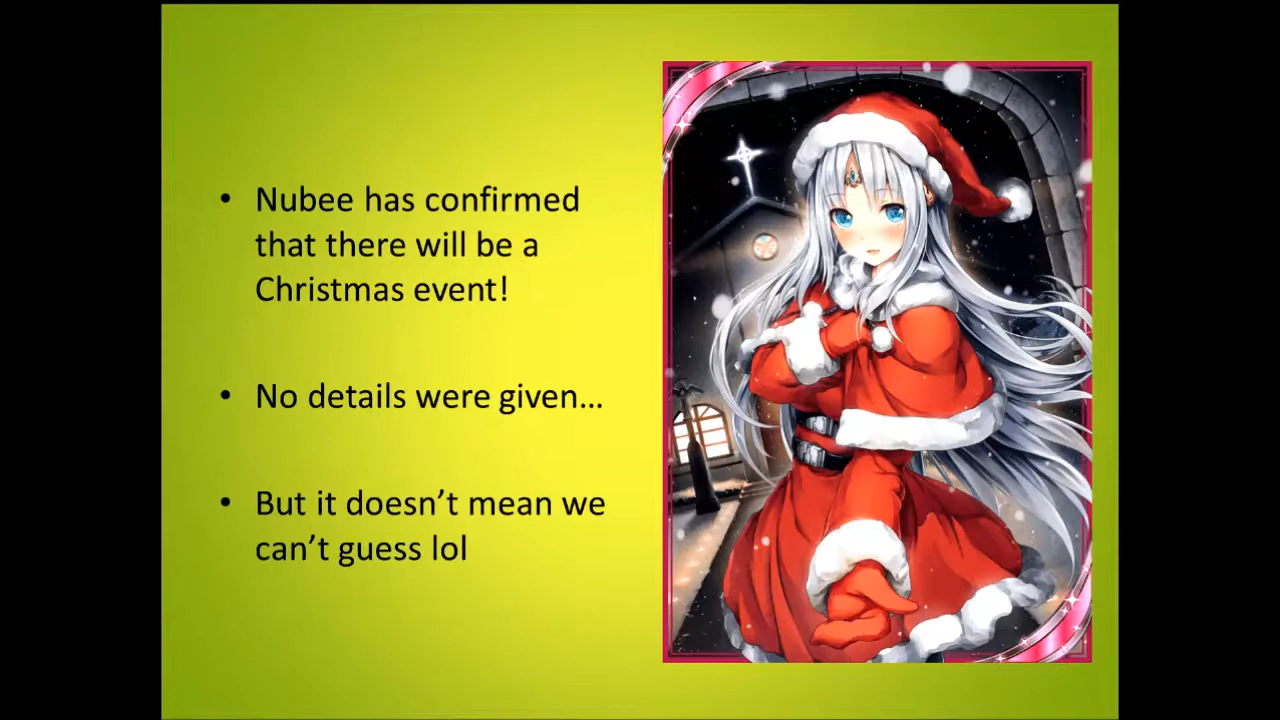 • Nubee has confirmed
that there will be a
Christmas event!
• No details were given…
• But it doesn’t mean we
can’t guess lol